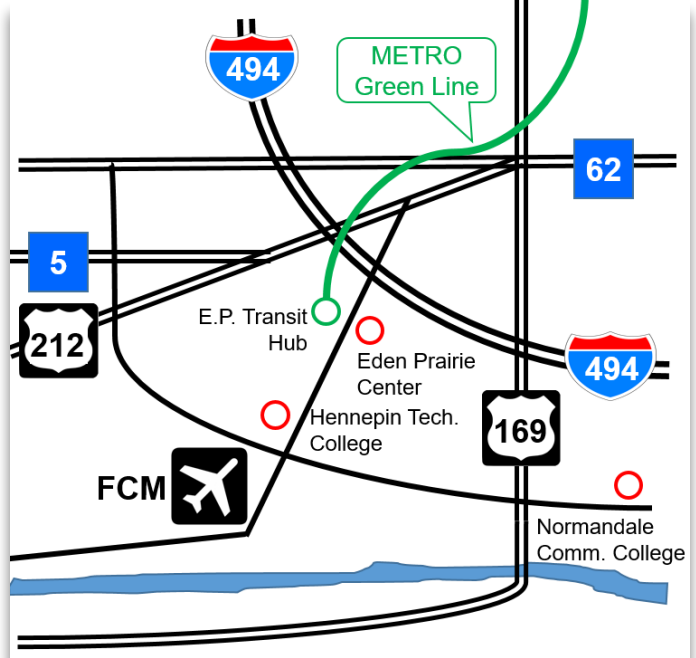 494
METRO
Green Line
62
5
212
E.P. Transit
Hub
Eden Prairie
Center
494
Hennepin Tech.
College
169
FCM
Normandale
Comm. College